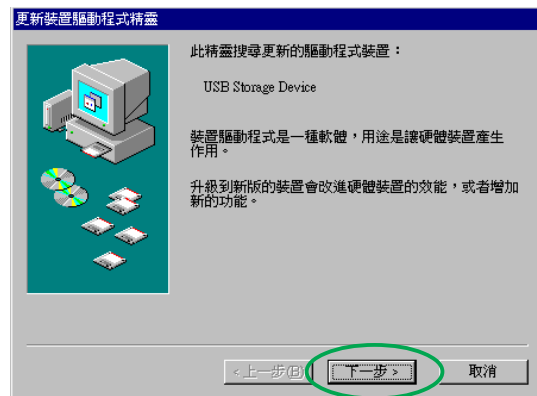 更新裝置驅動程式精靈
此精靈搜尋更新的驅動程式裝置：
USB Storage Device
裝置驅動程式是一種軟體，用途是讓硬體裝置產生
作用。
升級到新版的裝置會改進硬體裝置的效能，或者增加
新的功能。
<上一步(B)
下一步>
取消